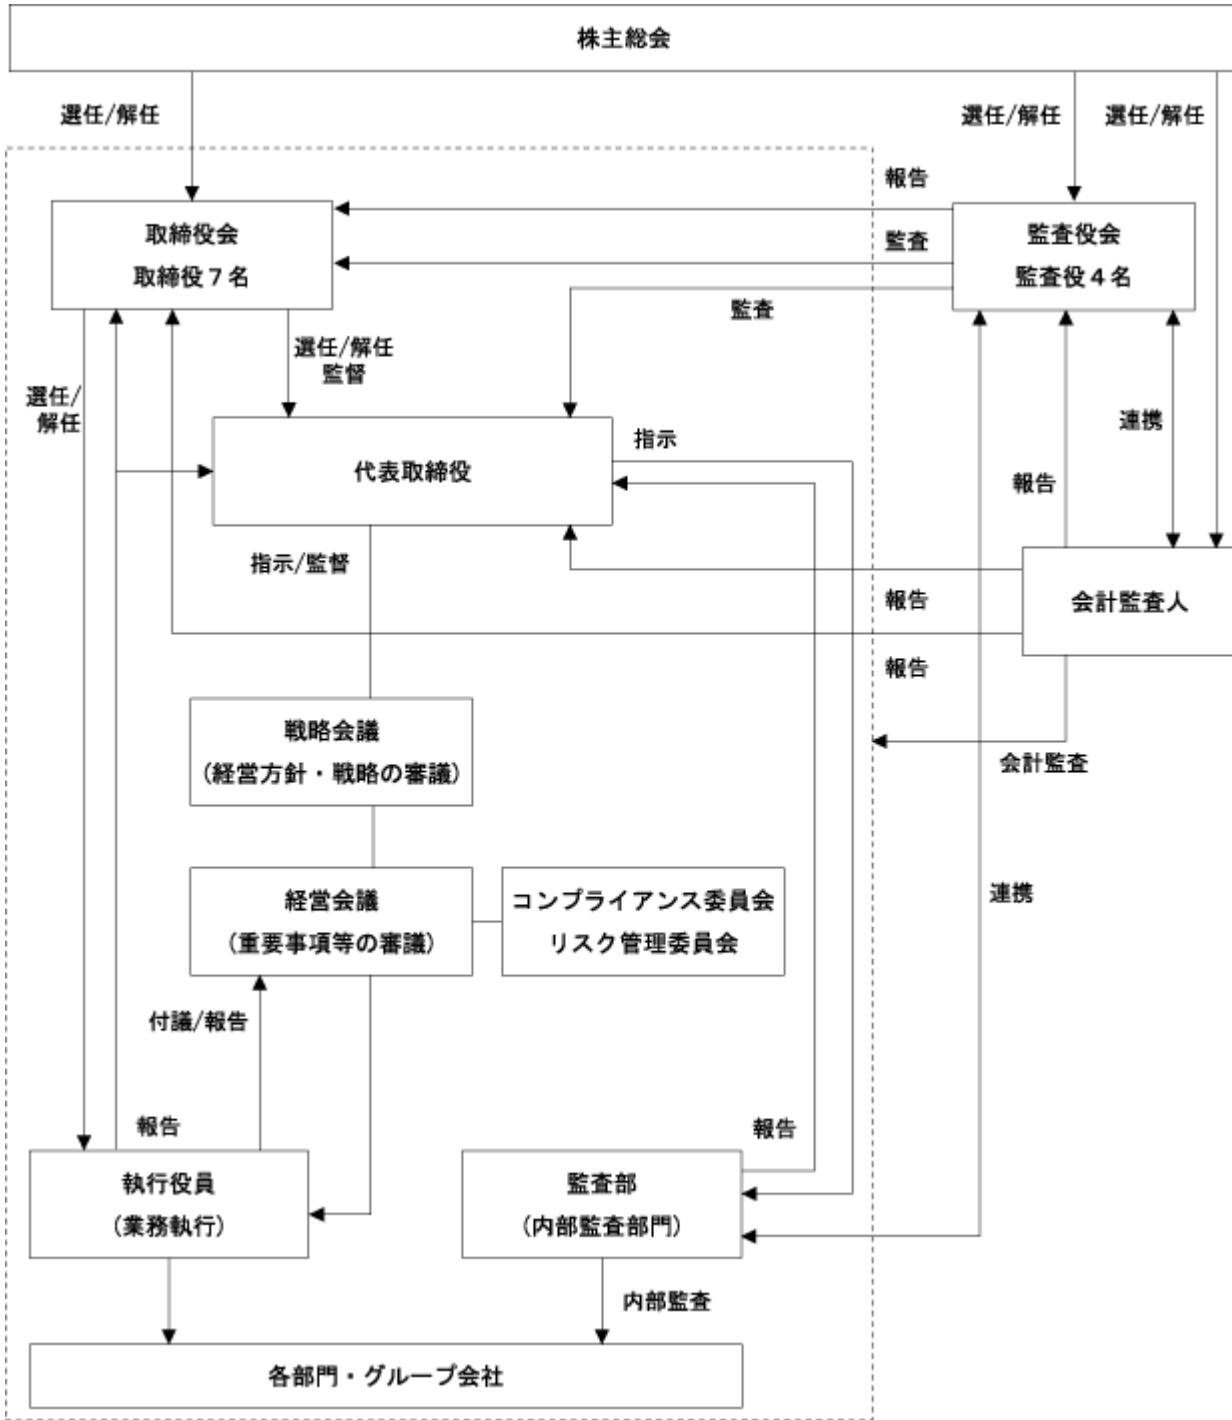 株主総会
選任/解任
選任/解任
選任/解任
報告
取締役会
取締役７名
監査
監査役会
監査役４名
監査
選任/解任
監督
選任/
解任
指示
代表取締役
連携
報告
指示/監督
報告
会計監査人
報告
戦略会議
(経営方針・戦略の審議)
会計監査
経営会議
(重要事項等の審議)
コンプライアンス委員会
リスク管理委員会
連携
付議/報告
報告
報告
執行役員
(業務執行)
監査部
(内部監査部門)
内部監査
各部門・グループ会社